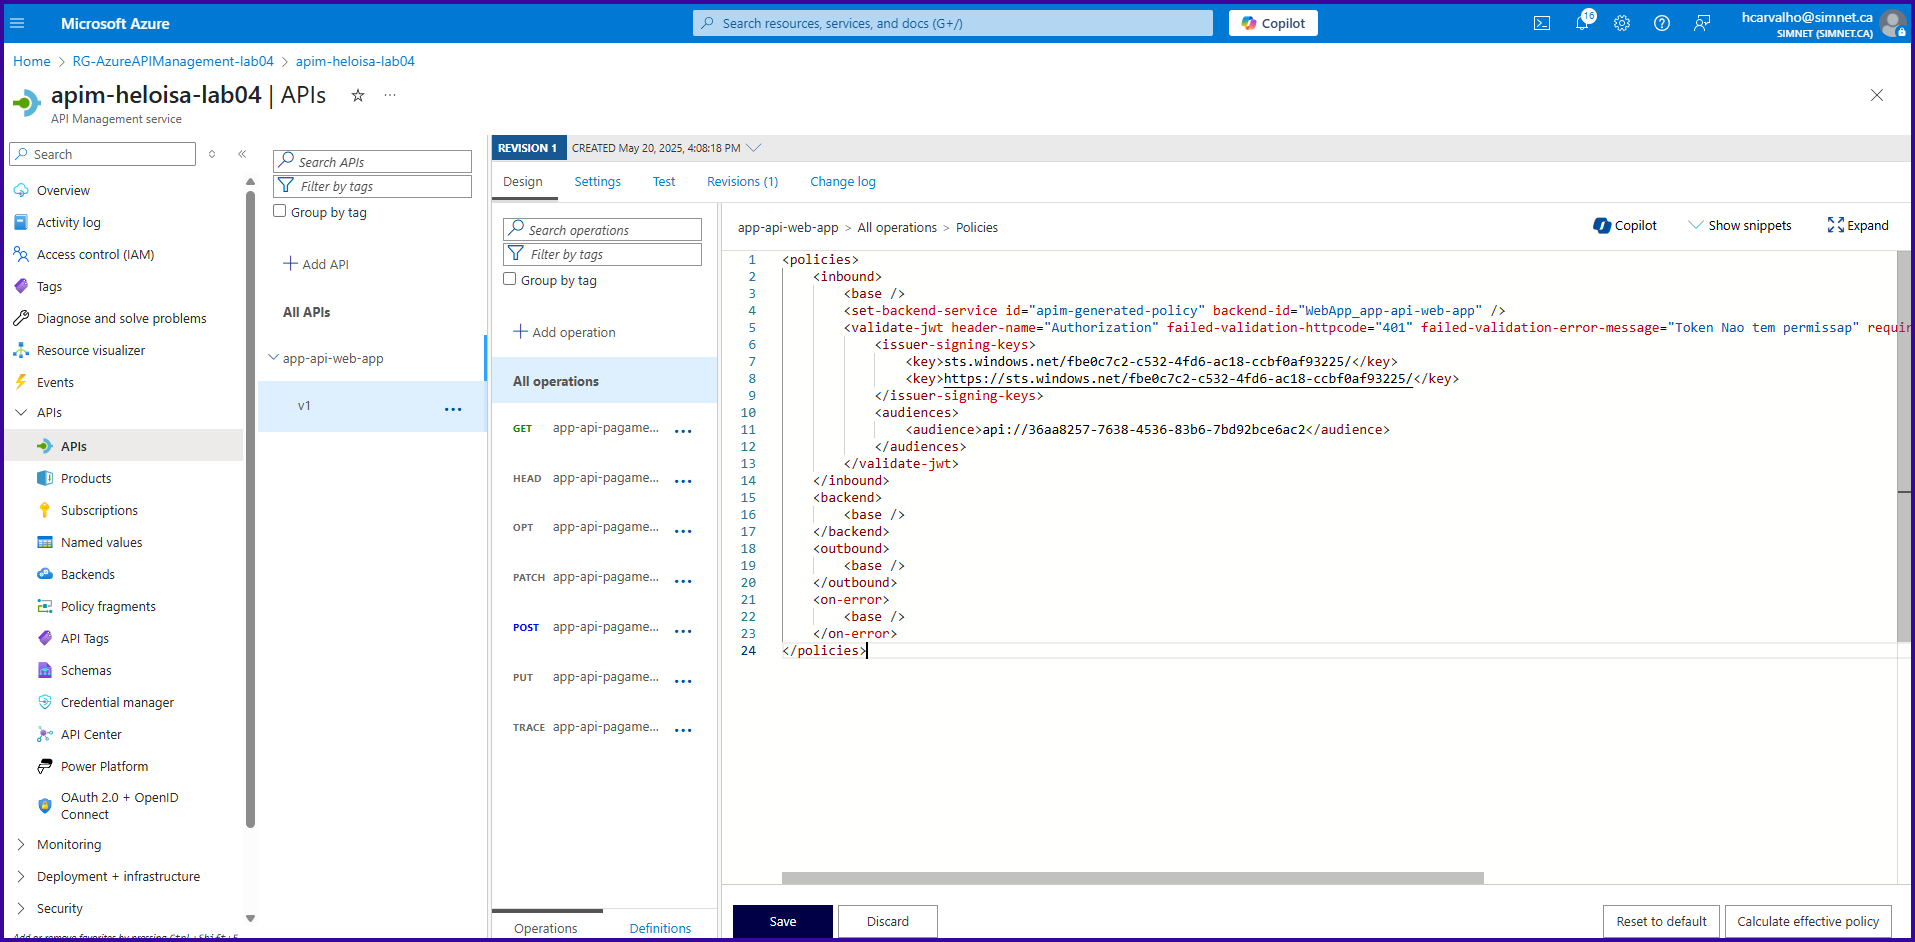 Microsoft Azure
Search resources, services, and docs (G+/)
Copilot
16
hcarvalho@simnet.ca
SIMNET (SIMNET.CA)
Home > RG-AzureAPIManagement-lab04 > apim-heloisa-lab04
apim-heloisa-lab04 | APIs
API Management service
Search
Overview
Activity log
Access control (IAM)
Tags
Diagnose and solve problems
Resource visualizer
Events
APIs
APIs
Products
Subscriptions
Named values
Backends
Policy fragments
API Tags
Schemas
Credential manager
API Center
Power Platform
OAuth 2.0 + OpenID
Connect
Monitoring
Deployment + infrastructure
Security
Add or remove favorites by pressing Ctrl+Shift+F
Search APIs
Filter by tags
Group by tag
+ Add API
All APIs
app-api-web-app
v1
REVISION 1 CREATED May 20, 2025, 4:08:18 PM
Design Settings Test Revisions (1) Change log
Search operations
Filter by tags
Group by tag
+ Add operation
All operations
GET app-api-pagame...
HEAD app-api-pagame...
OPT app-api-pagame...
PATCH app-api-pagame...
POST app-api-pagame...
PUT app-api-pagame...
TRACE app-api-pagame...
Operations Definitions
app-api-web-app > All operations > Policies
Copilot Show snippets Expand
1 <policies>
2 <inbound>
3 <base />
4 <set-backend-service id="apim-generated-policy" backend-id="WebApp_app-api-web-app" />
5 <validate-jwt header-name="Authorization" failed-validation-httpcode="401" failed-validation-error-message="Token Nao tem permissap" requir
6 <issuer-signing-keys>
7 <key>sts.windows.net/fbe0c7c2-c532-4fd6-ac18-ccbf0af93225/</key>
8 <key>https://sts.windows.net/fbe0c7c2-c532-4fd6-ac18-ccbf0af93225/</key>
9 </issuer-signing-keys>
10 <audiences>
11 <audience>api://36aa8257-7638-4536-83b6-7bd92bce6ac2</audience>
12 </audiences>
13 </validate-jwt>
14 </inbound>
15 <backend>
16 <base />
17 </backend>
18 <outbound>
19 <base />
20 </outbound>
21 <on-error>
22 <base />
23 </on-error>
24 </policies>
Save Discard Reset to default Calculate effective policy